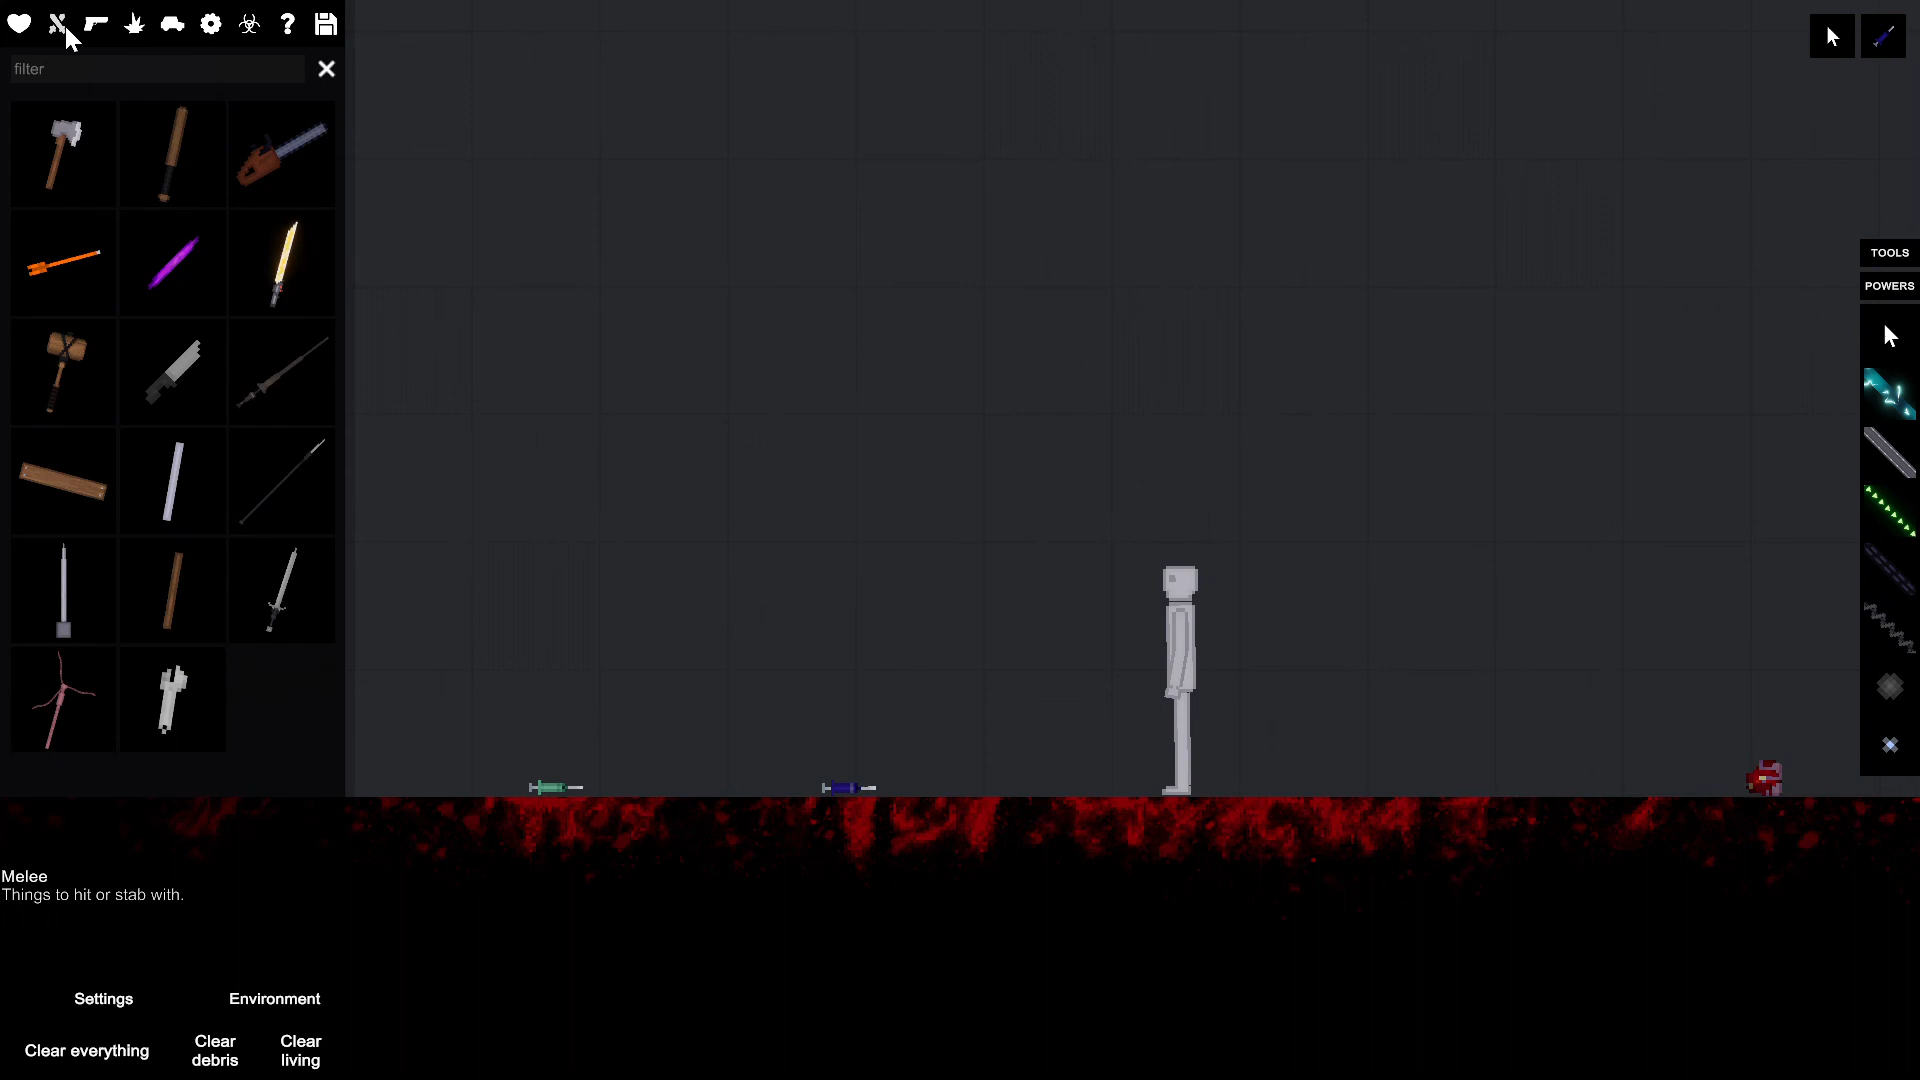 filter
TOOLS
POWERS
Melee
Things to hit or stab with.
Settings
Environment
Clear everything
Clear
debris
Clear
living